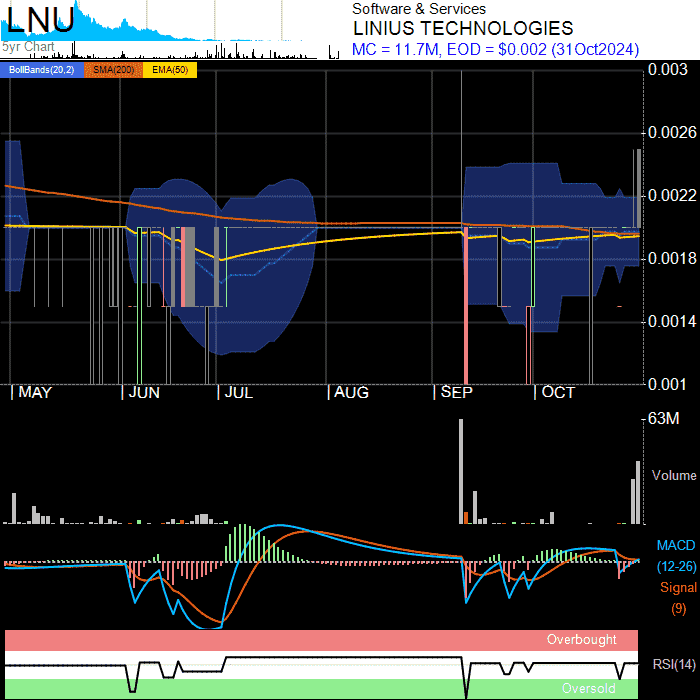 LNU
Software & Services
LINIUS TECHNOLOGIES
5yr Chart
MC = 11.7M, EOD = $0.002 (31Oct2024)
BollBands(20,2) SMA(200) EMA(50)
0.003
0.0026
0.0022
0.0018
0.0014
0.001
MAY JUN JUL AUG SEP OCT
63M
Volume
MACD
(12-26)
Signal
(9)
Overbought
RSI(14)
Oversold